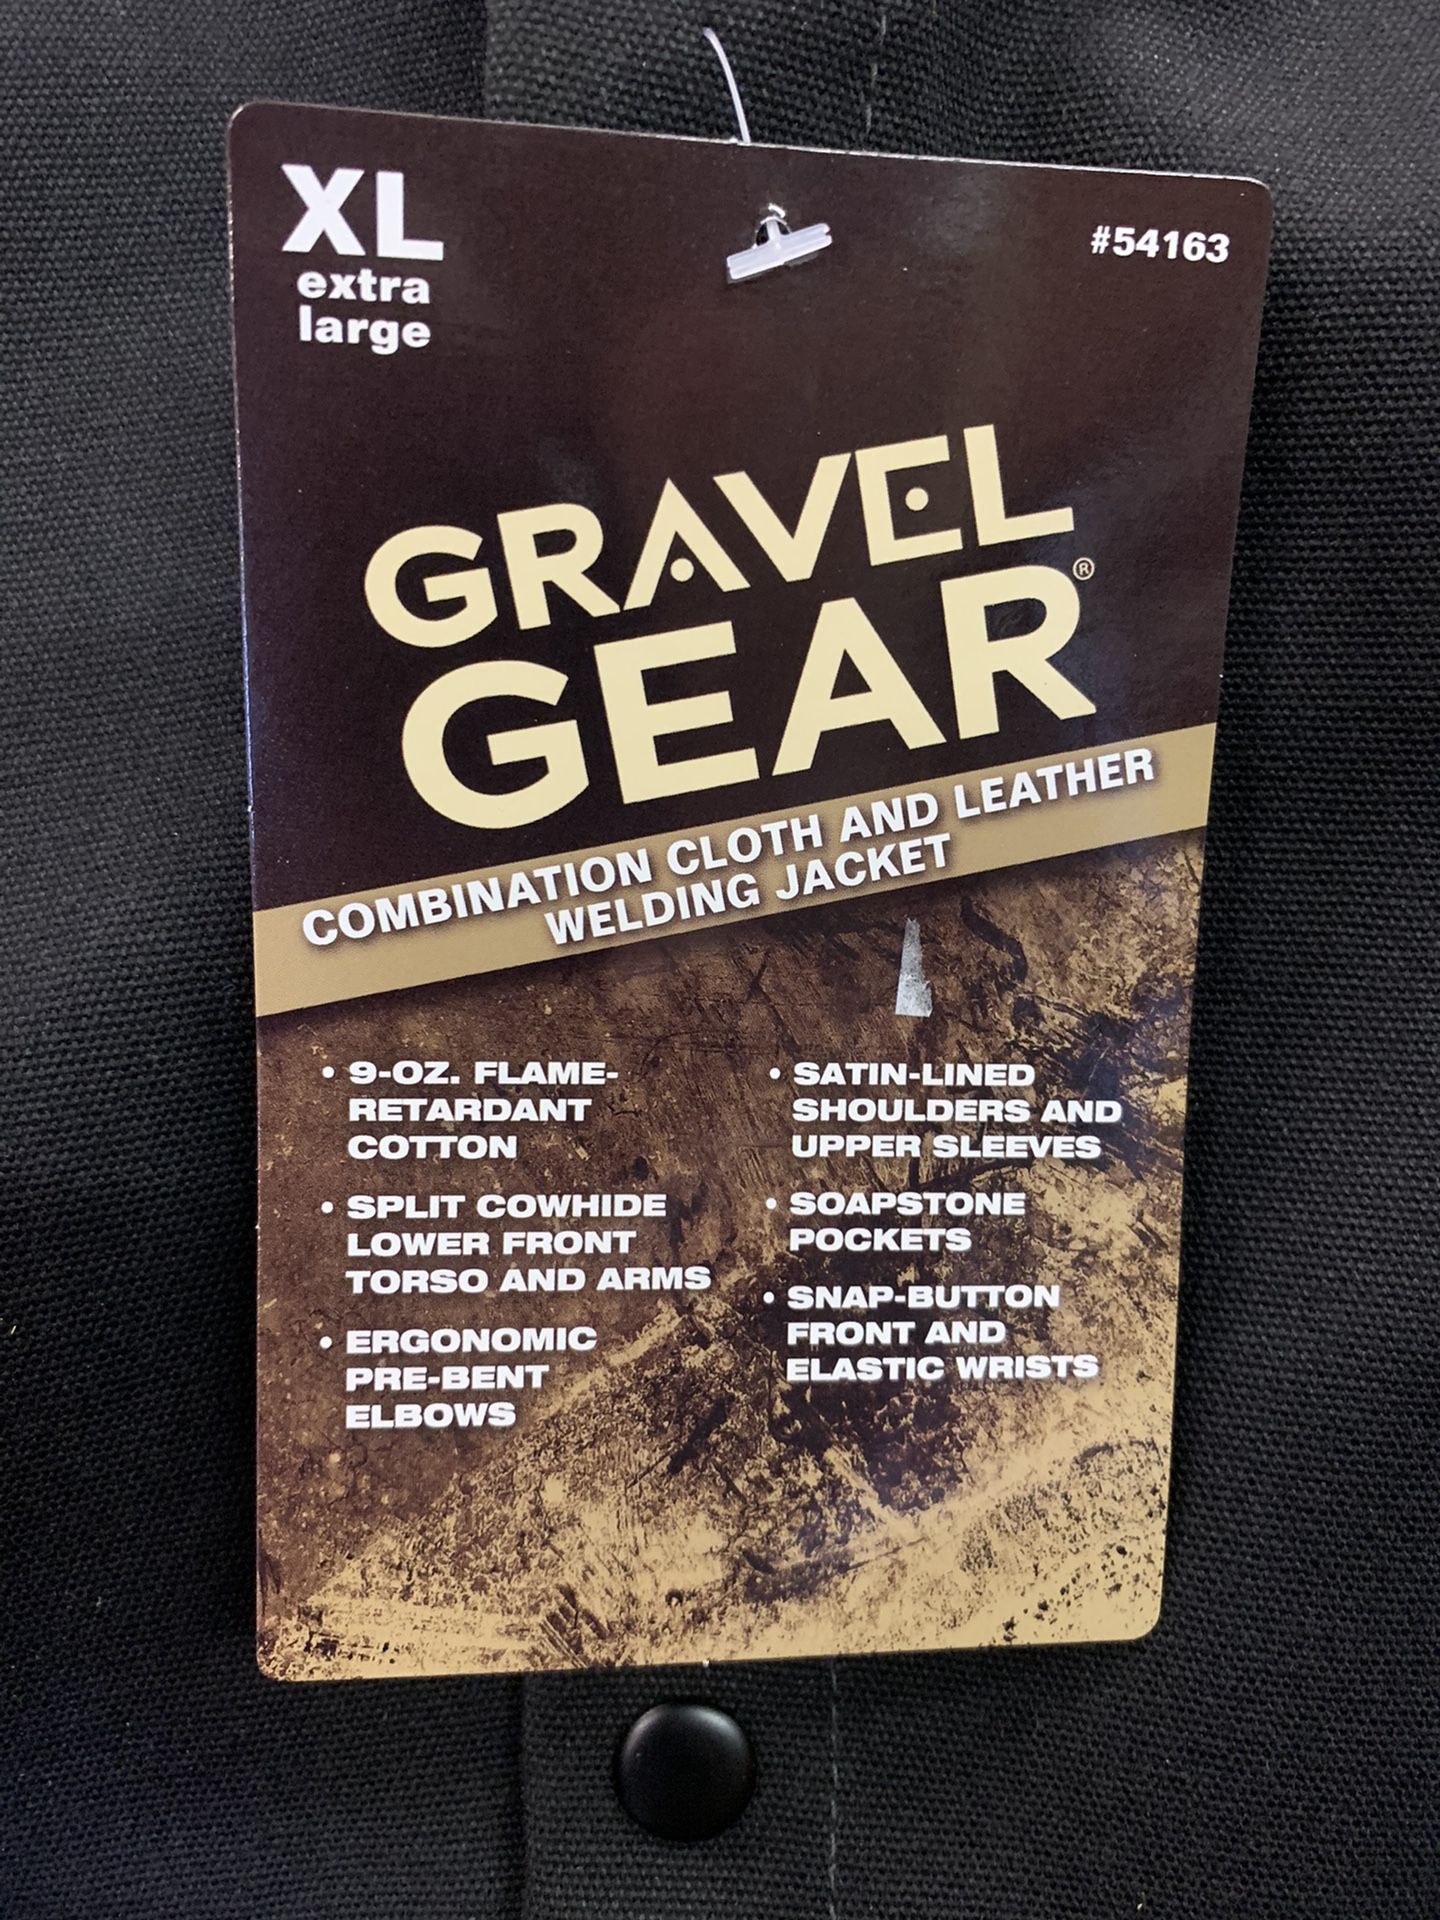 XL
extra
large
#54163
GRAVEL
GEAR®
COMBINATION CLOTH AND LEATHER
WELDING JACKET
• 9-OZ. FLAME-
RETARDANT
COTTON
• SPLIT COWHIDE
LOWER FRONT
TORSO AND ARMS
• ERGONOMIC
PRE-BENT
ELBOWS
• SATIN-LINED
SHOULDERS AND
UPPER SLEEVES
• SOAPSTONE
POCKETS
• SNAP-BUTTON
FRONT AND
ELASTIC WRISTS